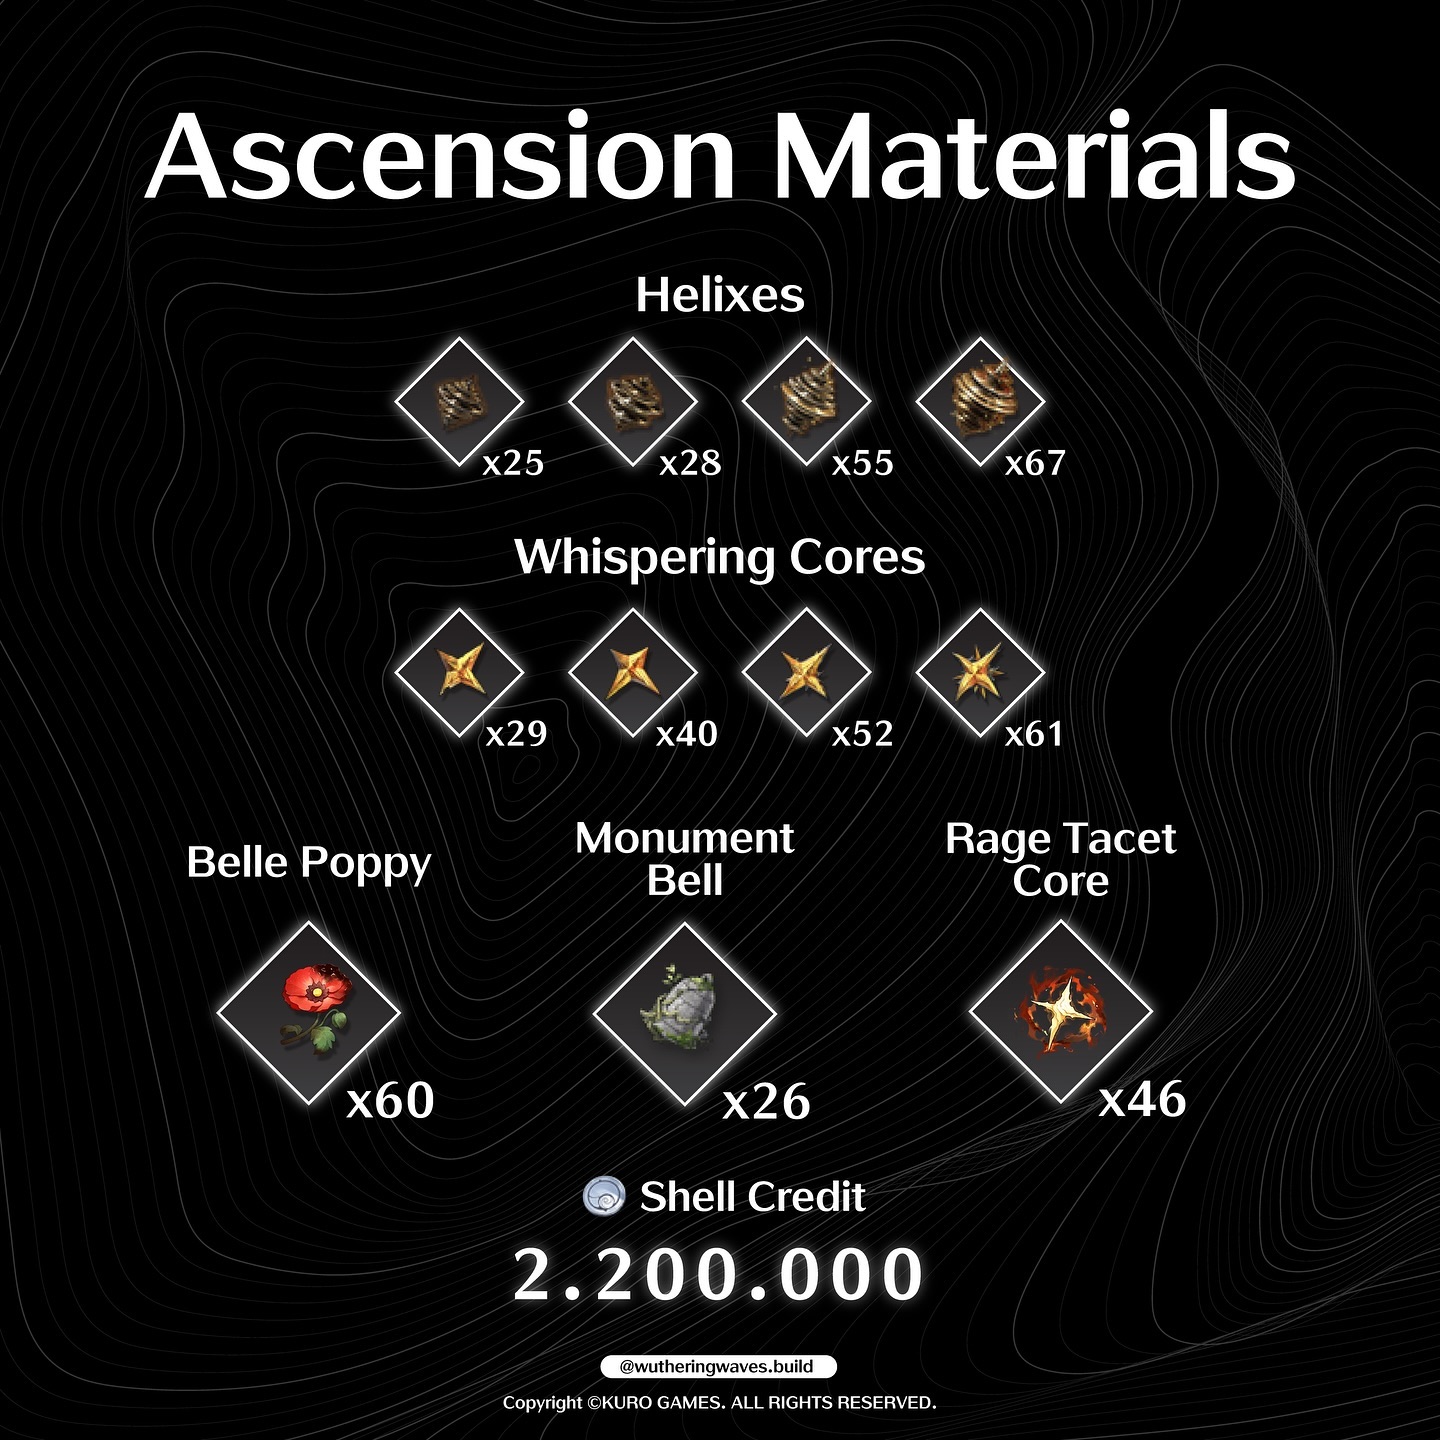 Ascension Materials
Helixes
x25 x28 x55 x67
Whispering Cores
x29 x40 x52 x61
Belle Poppy
x60
Monument
Bell
x26
Rage Tacet
Core
x46
Shell Credit
2.200.000
@wutheringwaves.build
Copyright ©KURO GAMES. ALL RIGHTS RESERVED.